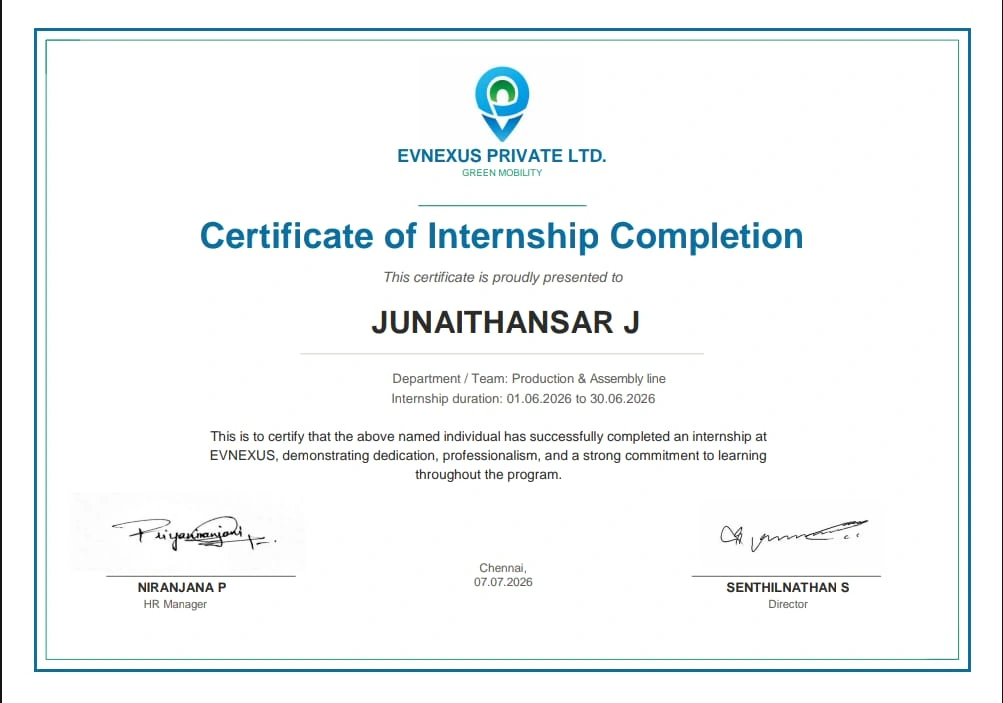 EVNEXUS PRIVATE LTD.
GREEN MOBILITY
Certificate of Internship Completion
This certificate is proudly presented to
JUNAITHANSAR J
Department / Team: Production & Assembly line
Internship duration: 01.06.2026 to 30.06.2026
This is to certify that the above named individual has successfully completed an internship at
EVNEXUS, demonstrating dedication, professionalism, and a strong commitment to learning
throughout the program.
NIRANJANA P
HR Manager
Chennai,
07.07.2026
SENTHILNATHAN S
Director